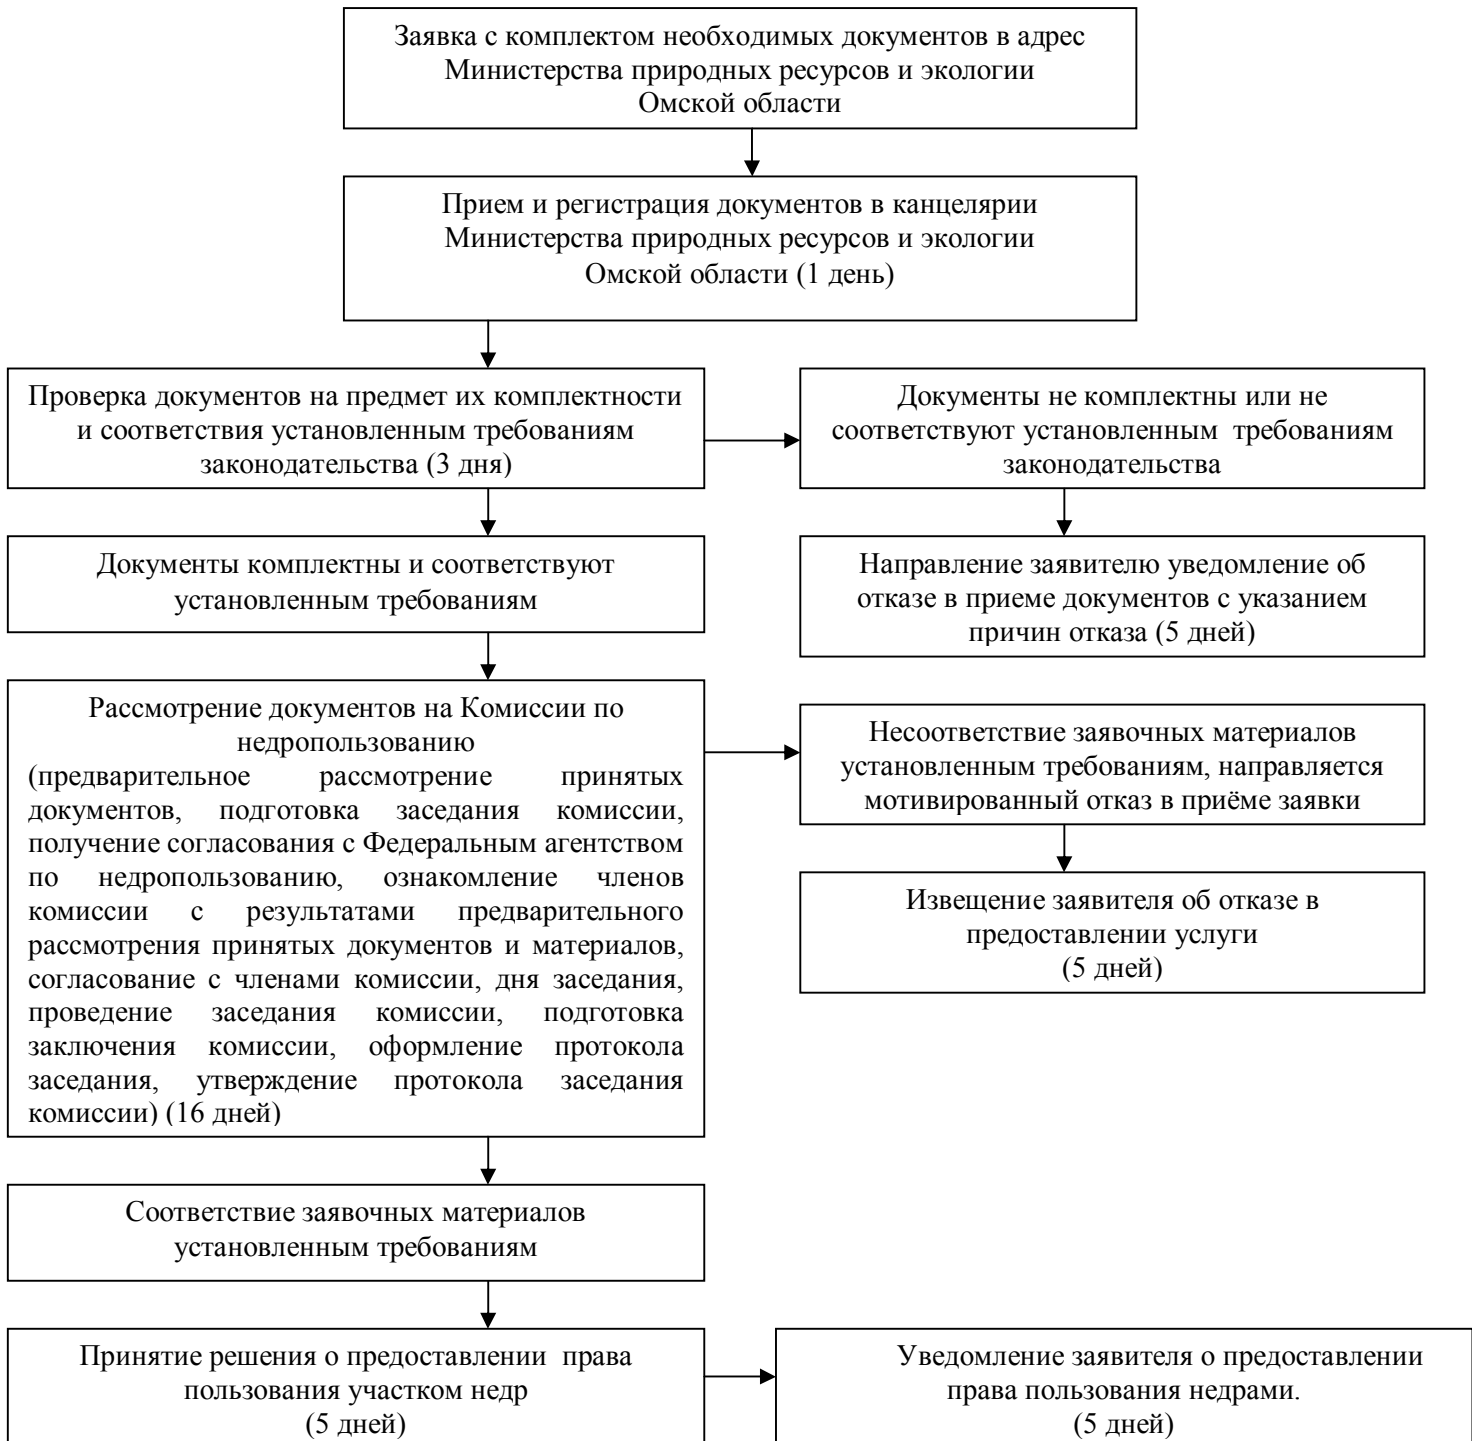 Заявка с комплектом необходимых документов в адрес
Министерства природных ресурсов и экологии
Омской области
Прием и регистрация документов в канцелярии
Министерства природных ресурсов и экологии
Омской области (1 день)
Проверка документов на предмет их комплектности
и соответствия установленным требованиям
законодательства (3 дня)
Документы не комплектны или не
соответствуют установленным требованиям
законодательства
Документы комплектны и соответствуют
установленным требованиям
Направление заявителю уведомление об
отказе в приеме документов с указанием
причин отказа (5 дней)
Рассмотрение документов на Комиссии по
недропользованию
(предварительное рассмотрение принятых
документов, подготовка заседания комиссии,
получение согласования с Федеральным агентством
по недропользованию, ознакомление членов
комиссии с результатами предварительного
рассмотрения принятых документов и материалов,
согласование с членами комиссии, дня заседания,
проведение заседания комиссии, подготовка
заключения комиссии, оформление протокола
заседания, утверждение протокола заседания
комиссии) (16 дней)
Несоответствие заявочных материалов
установленным требованиям, направляется
мотивированный отказ в приёме заявки
Извещение заявителя об отказе в
предоставлении услуги
(5 дней)
Соответствие заявочных материалов
установленным требованиям
Принятие решения о предоставлении права
пользования участком недр
(5 дней)
Уведомление заявителя о предоставлении
права пользования недрами.
(5 дней)